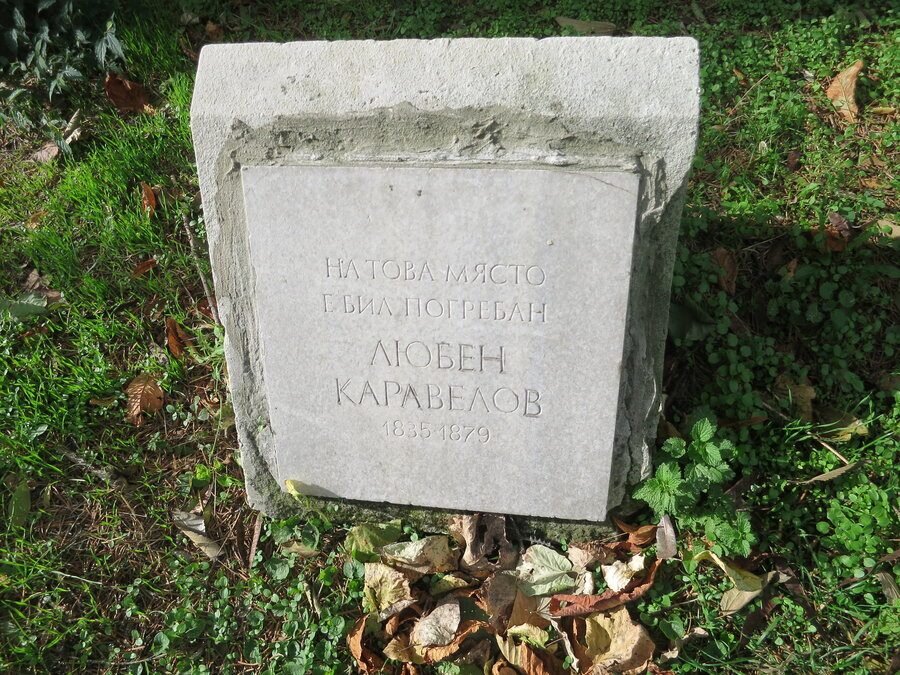 НА ТОВА МЯСТО
Е БИЛ ПОГРЕБАН
ЛЮБЕН
КАРАВЕЛОВ
1835-1879